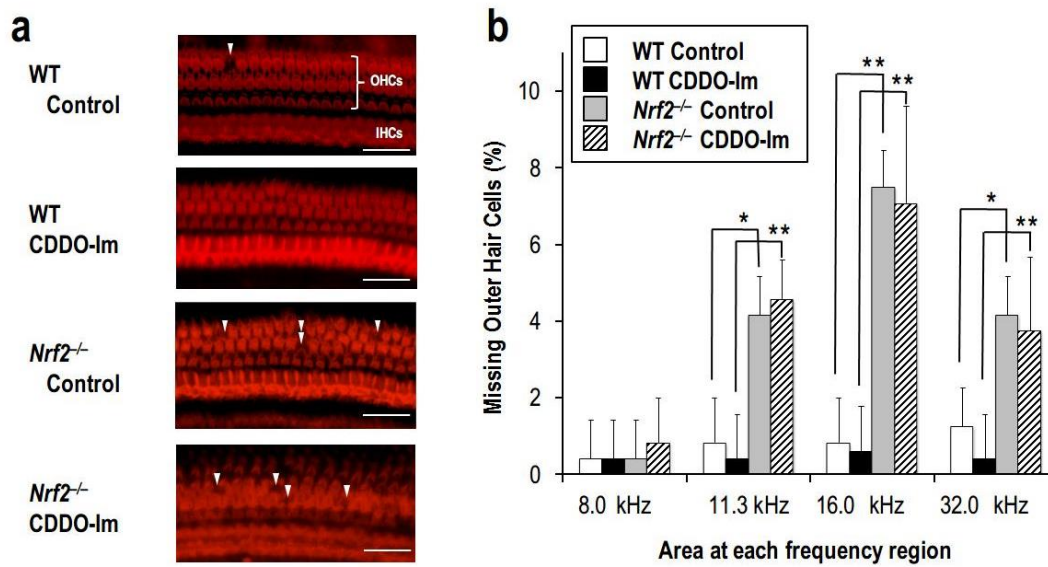 a
WT
Control
OHCs
IHCs
WT
CDDO-Im
Nrf2–/–
Control
Nrf2–/–
CDDO-Im
b
WT Control
WT CDDO-Im
Nrf2–/– Control
Nrf2–/– CDDO-Im
Missing Outer Hair Cells (%)
10
8
6
4
2
0
* **
** **
* **
8.0 kHz 11.3 kHz 16.0 kHz 32.0 kHz
Area at each frequency region